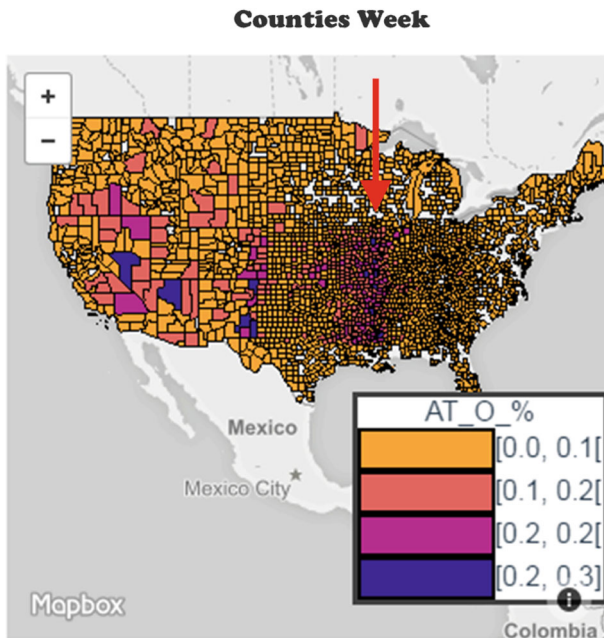 Counties Week
+
−
Mexico
Mexico City
AT_O_%
[0.0, 0.1[
[0.1, 0.2[
[0.2, 0.2[
[0.2, 0.3]
Mapbox
i
Colombia